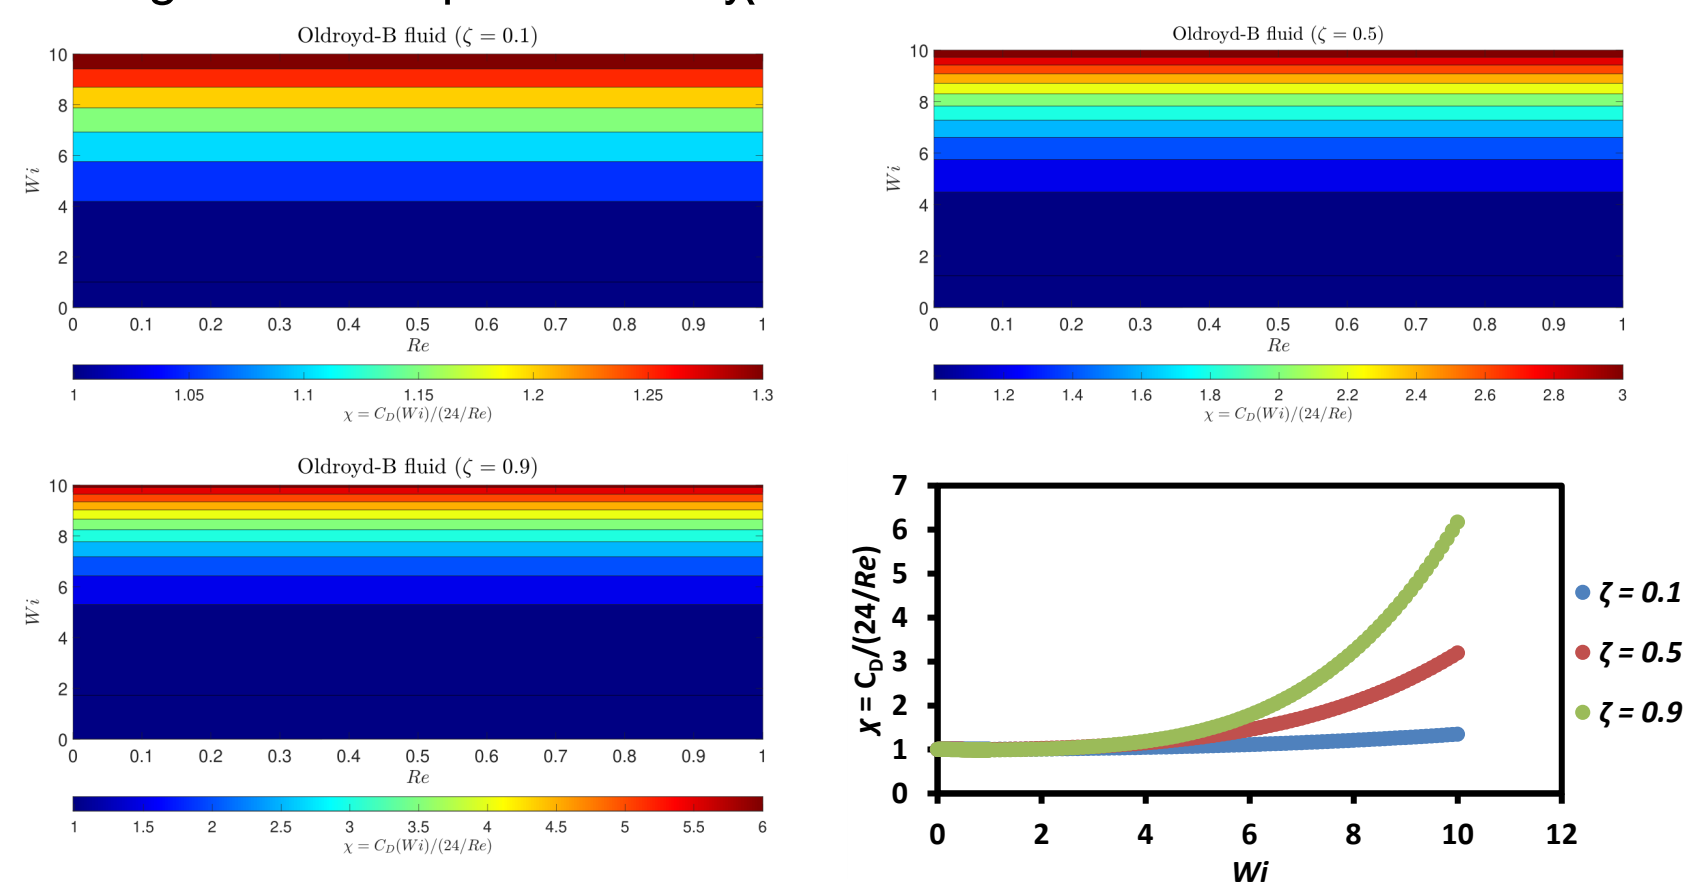 Oldroyd-B fluid (ζ = 0.1)
10
8
6
4
2
0
Wi
0 0.1 0.2 0.3 0.4 0.5 0.6 0.7 0.8 0.9 1
Re
1 1.05 1.1 1.15 1.2 1.25 1.3
χ = C_D(Wi)/(24/Re)
Oldroyd-B fluid (ζ = 0.5)
10
8
6
4
2
0
Wi
0 0.1 0.2 0.3 0.4 0.5 0.6 0.7 0.8 0.9 1
Re
1 1.2 1.4 1.6 1.8 2 2.2 2.4 2.6 2.8 3
χ = C_D(Wi)/(24/Re)
Oldroyd-B fluid (ζ = 0.9)
10
8
6
4
2
0
Wi
0 0.1 0.2 0.3 0.4 0.5 0.6 0.7 0.8 0.9 1
Re
1 1.5 2 2.5 3 3.5 4 4.5 5 5.5 6
χ = C_D(Wi)/(24/Re)
7
6
5
4
3
2
1
0
χ = C_D/(24/Re)
0 2 4 6 8 10 12
Wi
ζ = 0.1
ζ = 0.5
ζ = 0.9